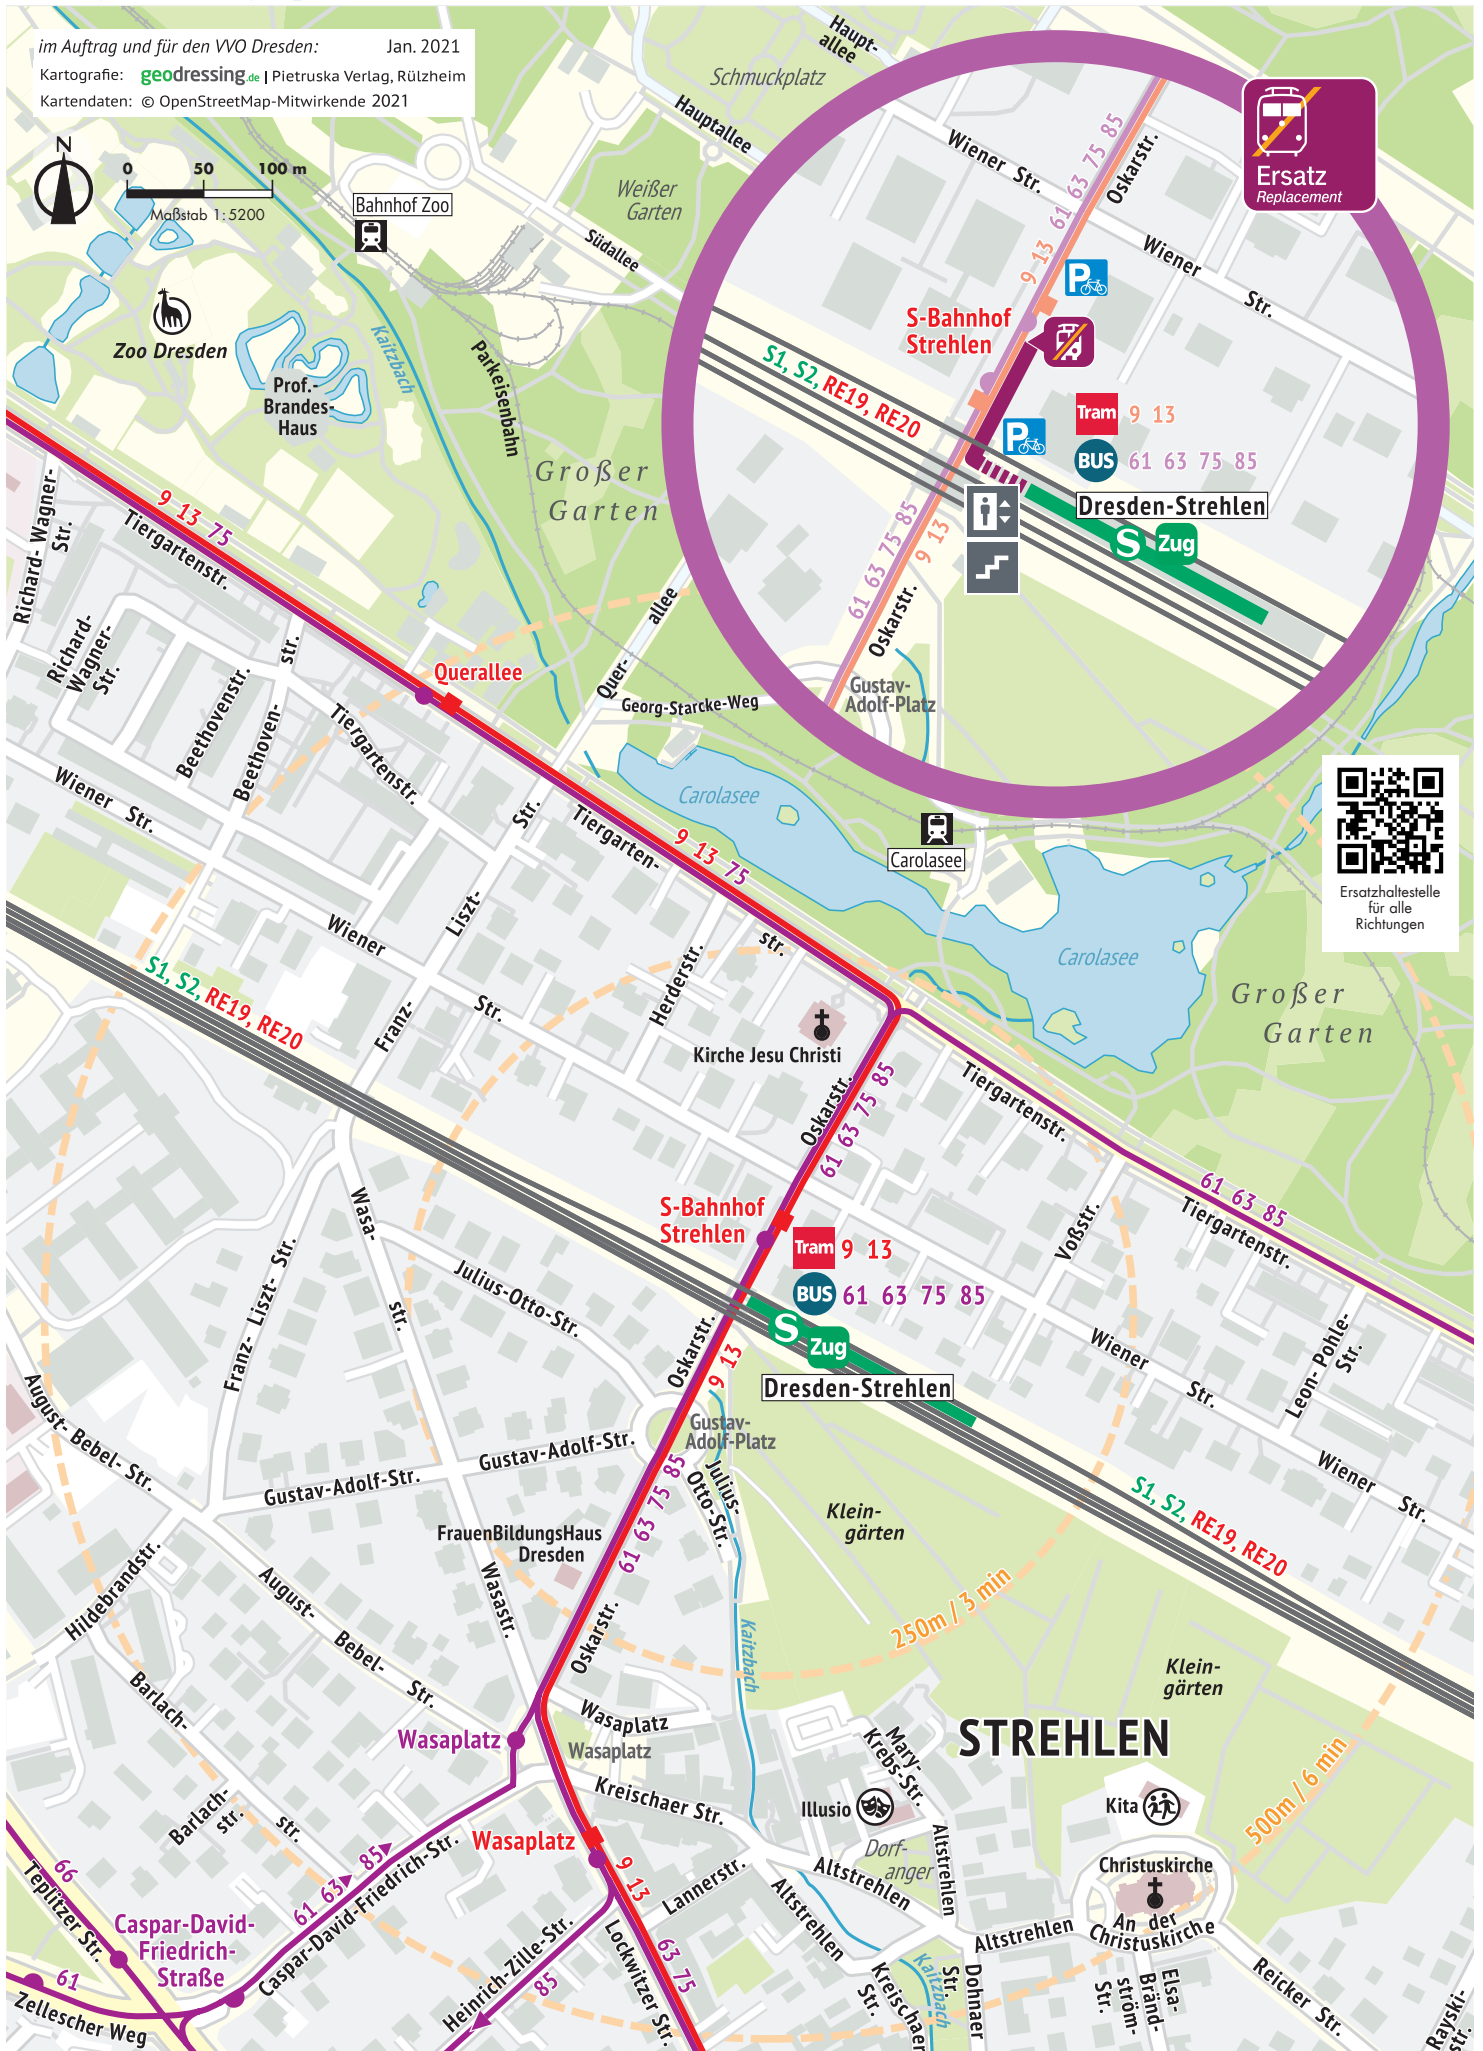 im Auftrag und für den VVO Dresden: Jan. 2021
Kartografie: geodressing.de | Pietruska Verlag, Rülzheim
Kartendaten: © OpenStreetMap-Mitwirkende 2021
N
0 50 100 m
Maßstab 1:5200
Haupt-
allee
Schmuckplatz
Hauptallee
Wiener Str.
61 63 75 85
Oskarstr.
Ersatz
Replacement
Bahnhof Zoo
Weißer
Garten
Südallee
Wiener
Str.
9 13
P
Zoo Dresden
Kaitzbach
Parkeisenbahn
Prof.-
Brandes-
Haus
S-Bahnhof
Strehlen
S1, S2, RE19, RE20
Tram 9 13
P
BUS 61 63 75 85
Dresden-Strehlen
S Zug
Großer
Garten
61 63 75 85
9 13
Oskarstr.
Gustav-
Adolf-Platz
9 13 75
Tiergartenstr.
Richard-Wagner-
Str.
Richard-
Wagner-
Str.
Beethovenstr.
Beethoven-
str.
Querallee
Quer-
allee
Georg-Starcke-Weg
Tiergartenstr.
Wiener Str.
Carolasee
Carolasee
Str.
Tiergarten-
9 13 75
str.
Ersatzhaltestelle
für alle
Richtungen
Wiener
Liszt-
Franz-
Str.
Herderstr.
Carolasee
Großer
Garten
S1, S2, RE19, RE20
Kirche Jesu Christi
Oskarstr.
61 63 75 85
Tiergartenstr.
61 63 85
Tiergartenstr.
Voßstr.
S-Bahnhof
Strehlen
Tram 9 13
BUS 61 63 75 85
S Zug
Dresden-Strehlen
Wasa-
str.
Julius-Otto-Str.
Franz- Liszt- Str.
Oskarstr.
9 13
Gustav-
Adolf-Platz
Wiener
Str.
Leon-Pohle-
Str.
Wiener
Str.
August-Bebel-Str.
Gustav-Adolf-Str.
Gustav-Adolf-Str.
61 63 75 85
Julius-
Otto-Str.
Klein-
gärten
S1, S2, RE19, RE20
FrauenBildungsHaus
Dresden
Wasastr.
Hildebrandstr.
August-
Bebel-
Str.
Oskarstr.
250m / 3 min
Kaitzbach
Klein-
gärten
Barlach-
Wasaplatz
Wasaplatz
Wasaplatz
STREHLEN
Mary-
Krebs-Str.
500m / 6 min
Kreischaer Str.
Illusio
Kita
Barlach-
str.
str.
Wasaplatz
Dorf-
anger
Altstrehlen
Altstrehlen
Christuskirche
66
Teplitzer Str.
61 63 85
Caspar-David-Friedrich-Str.
9 13
Lannerstr.
Altstrehlen
An der
Christuskirche
Altstrehlen
Caspar-David-
Friedrich-
Straße
61
Zellescher Weg
Heinrich-Zille-Str.
85
Lockwitzer Str.
63 75
Kaitzbach
Kreischaer
Str.
Dohnaer
Str.
Elsa-
Bränd-
ström-
Str.
Reicker Str.
Rayski-
str.